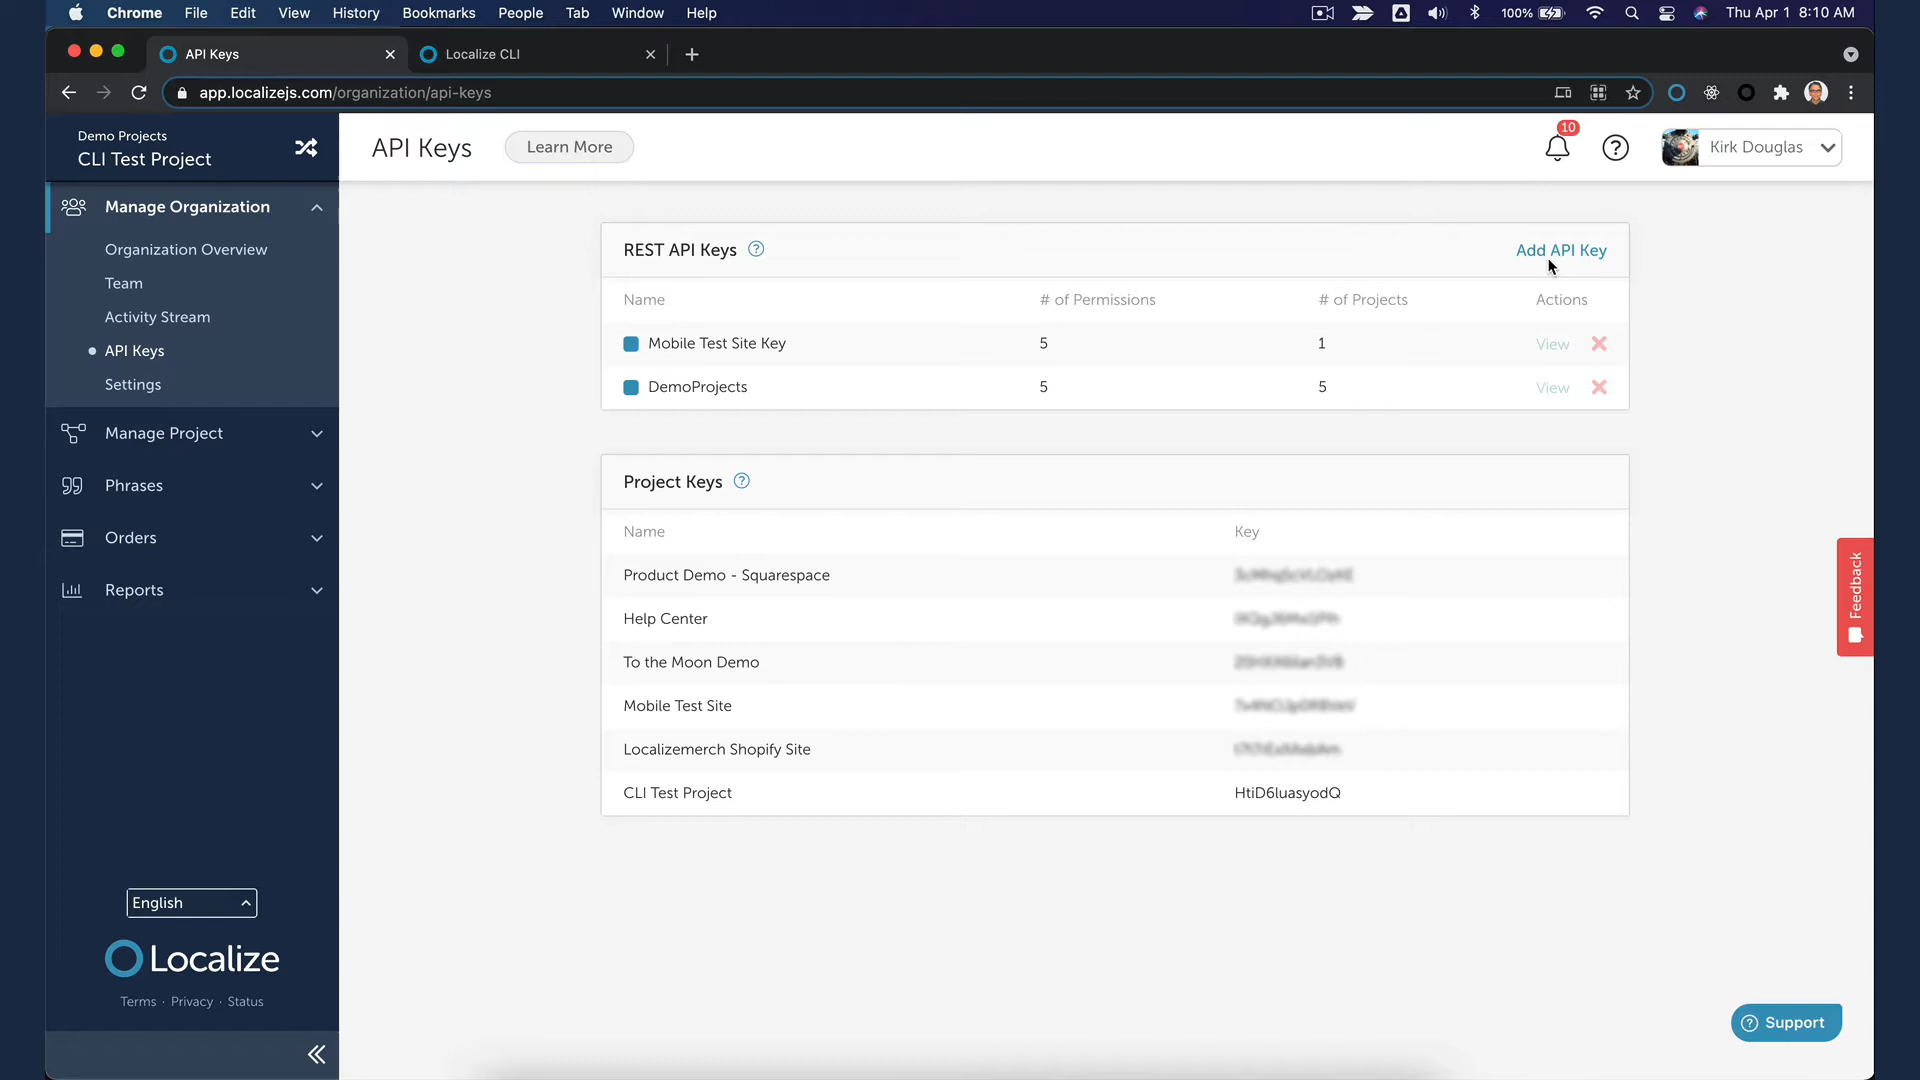 Chrome File Edit View History Bookmarks People Tab Window Help 100% Thu Apr 1 8:10 AM
API Keys Localize CLI
app.localizejs.com/organization/api-keys
Demo Projects
CLI Test Project
API Keys Learn More 10 Kirk Douglas
Manage Organization
Organization Overview
Team
Activity Stream
API Keys
Settings
Manage Project
Phrases
Orders
Reports
English
Localize
Terms · Privacy · Status
REST API Keys Add API Key
Name # of Permissions # of Projects Actions
Mobile Test Site Key 5 1 View
DemoProjects 5 5 View
Project Keys
Name Key
Product Demo - Squarespace
Help Center
To the Moon Demo
Mobile Test Site
Localizemerch Shopify Site
CLI Test Project HtiD6luasyodQ
Feedback
Support